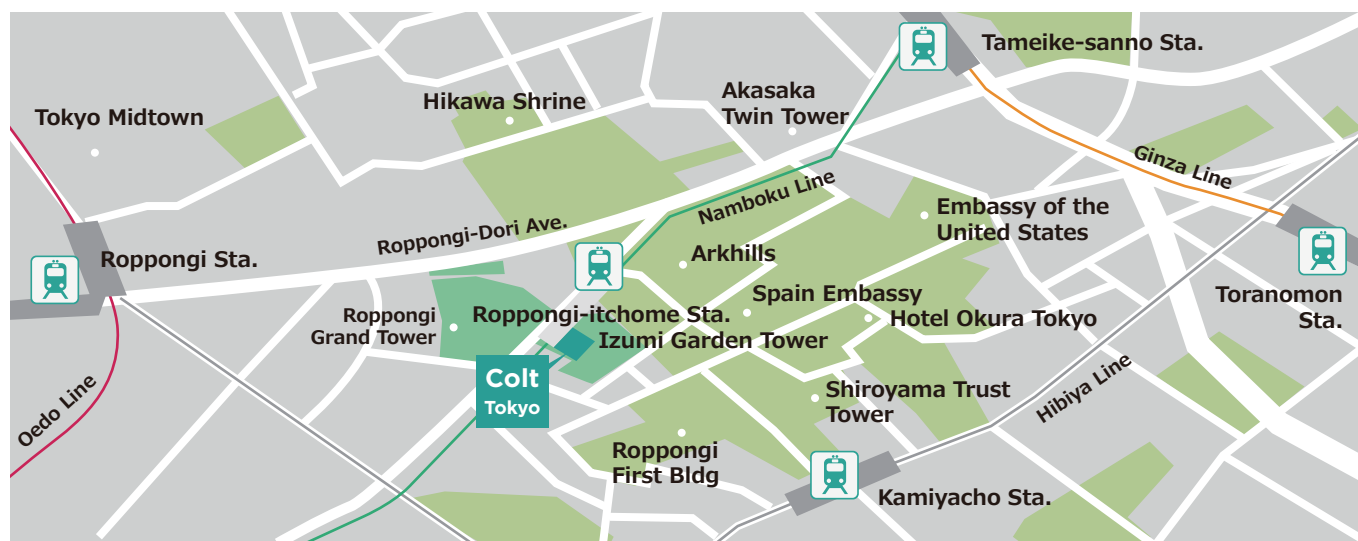 Tameike-sanno Sta.
Akasaka
Twin Tower
Hikawa Shrine
Tokyo Midtown
Ginza Line
Namboku Line
Embassy of the
United States
Roppongi-Dori Ave.
Roppongi Sta.
Arkhills
Toranomon
Sta.
Spain Embassy
Hotel Okura Tokyo
Roppongi-itchome Sta.
Izumi Garden Tower
Roppongi
Grand Tower
Colt
Tokyo
Shiroyama Trust
Tower
Hibiya Line
Oedo Line
Roppongi
First Bldg
Kamiyacho Sta.